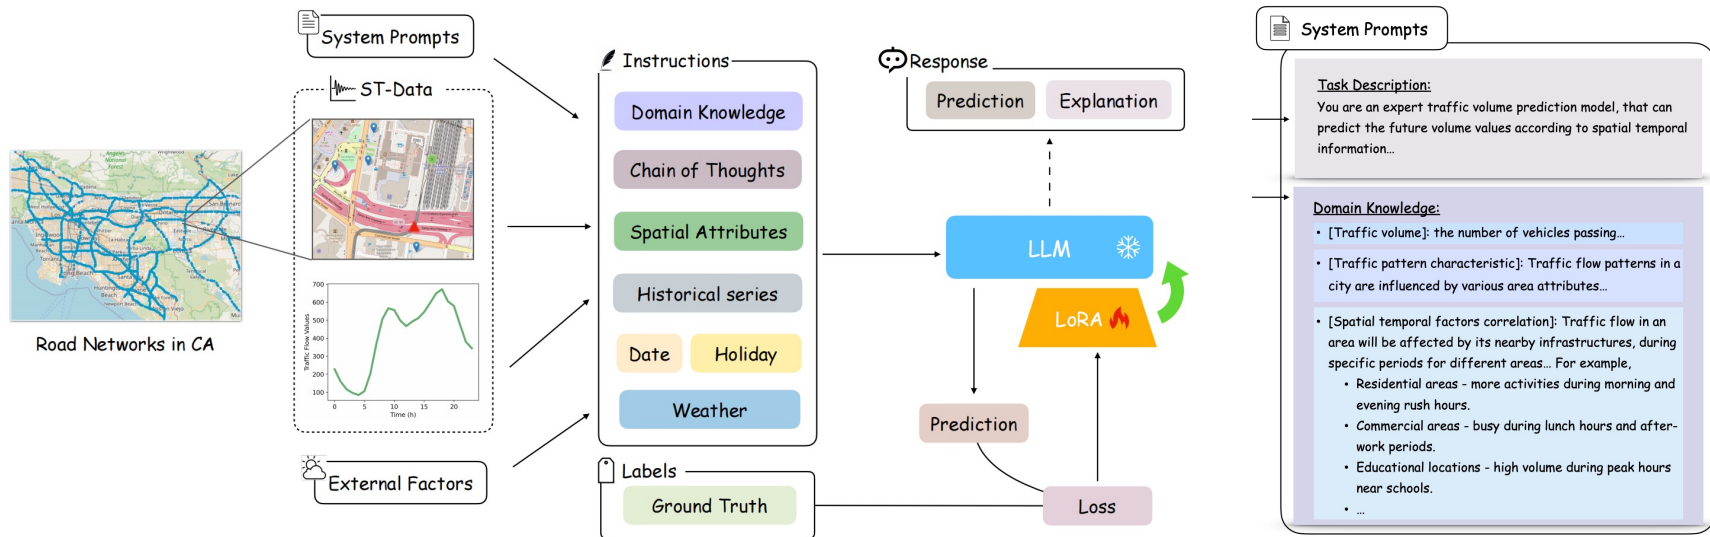 System Prompts
ST-Data
Road Networks in CA
700
600
500
400
300
200
100
Traffic Flow Values
0
5
10
15
20
Time (h)
External Factors
Instructions
Domain Knowledge
Chain of Thoughts
Spatial Attributes
Historical series
Date
Holiday
Weather
Labels
Ground Truth
Response
Prediction
Explanation
LLM
LoRA
Prediction
Loss
System Prompts
Task Description:
You are an expert traffic volume prediction model, that can
predict the future volume values according to spatial temporal
information...
Domain Knowledge:
• [Traffic volume]: the number of vehicles passing...
• [Traffic pattern characteristic]: Traffic flow patterns in a
city are influenced by various area attributes...
• [Spatial temporal factors correlation]: Traffic flow in an
area will be affected by its nearby infrastructures, during
specific periods for different areas... For example,
• Residential areas - more activities during morning and
evening rush hours.
• Commercial areas - busy during lunch hours and after-
work periods.
• Educational locations - high volume during peak hours
near schools.
• ...